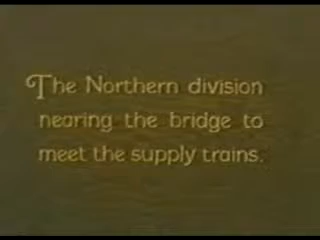 The Northern division
nearing the bridge to
meet the supply trains.